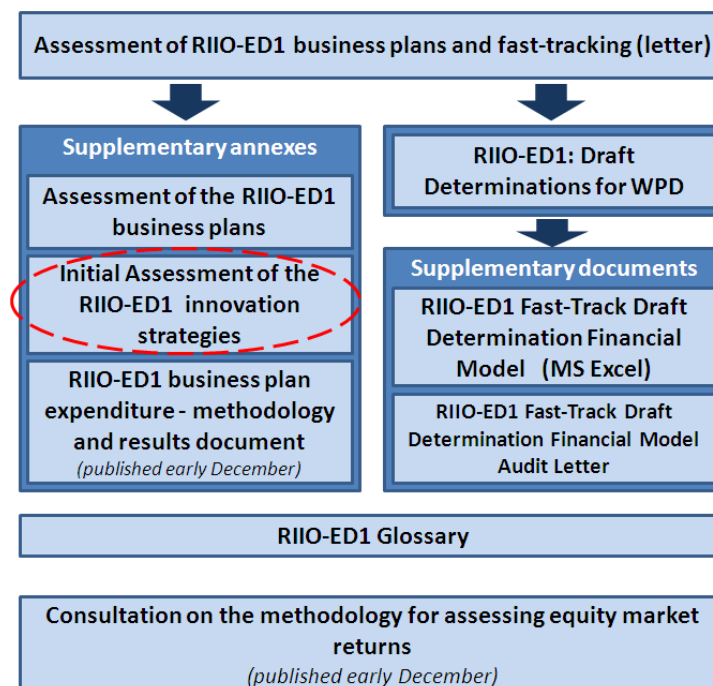 Assessment of RIIO-ED1 business plans and fast-tracking (letter)
Supplementary annexes
Assessment of the RIIO-ED1
business plans
Initial Assessment of the
RIIO-ED1 innovation
strategies
RIIO-ED1 business plan
expenditure - methodology
and results document
(published early December)
RIIO-ED1: Draft
Determinations for WPD
Supplementary documents
RIIO-ED1 Fast-Track Draft
Determination Financial
Model (MS Excel)
RIIO-ED1 Fast-Track Draft
Determination Financial Model
Audit Letter
RIIO-ED1 Glossary
Consultation on the methodology for assessing equity market
returns
(published early December)